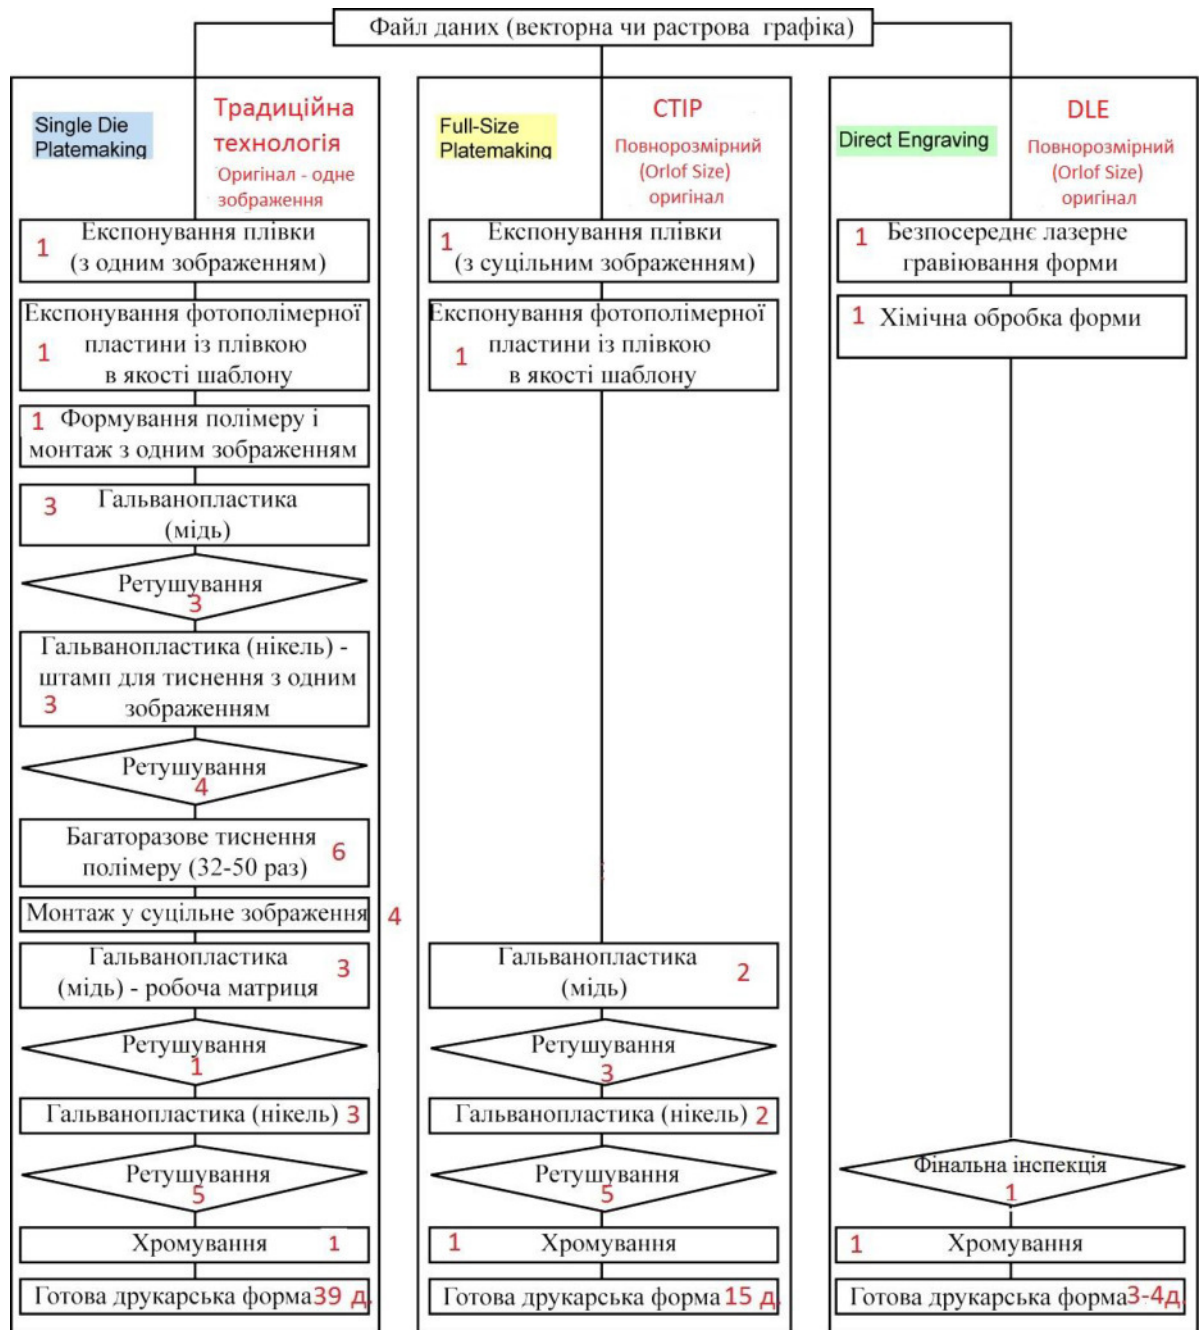 Файл даних (векторна чи растрова графіка)
Single Die
Platemaking
Традиційна
технологія
Оригінал - одне
зображення
1 Експонування плівки
(з одним зображенням)
Експонування фотополімерної
1 пластини із плівкою
в якості шаблону
1 Формування полімеру і
монтаж з одним зображенням
3 Гальванопластика
(мідь)
Ретушування
3
Гальванопластика (нікель) -
штамп для тиснення з одним
3 зображенням
Ретушування
4
Багаторазове тиснення
полімеру (32-50 раз) 6
Монтаж у суцільне зображення 4
Гальванопластика
(мідь) - робоча матриця 3
Ретушування
1
Гальванопластика (нікель) 3
Ретушування
5
Хромування 1
Готова друкарська форма 39 д.
Full-Size
Platemaking
CTIP
Повнорозмірний
(Orlof Size)
оригінал
1 Експонування плівки
(з суцільним зображенням)
Експонування фотополімерної
1 пластини із плівкою
в якості шаблону
Гальванопластика
(мідь) 2
Ретушування
3
Гальванопластика (нікель) 2
Ретушування
5
1 Хромування
Готова друкарська форма 15 д.
Direct Engraving
DLE
Повнорозмірний
(Orlof Size)
оригінал
1 Безпосереднє лазерне
гравіювання форми
1 Хімічна обробка форми
Фінальна інспекція
1
1 Хромування
Готова друкарська форма 3-4д.